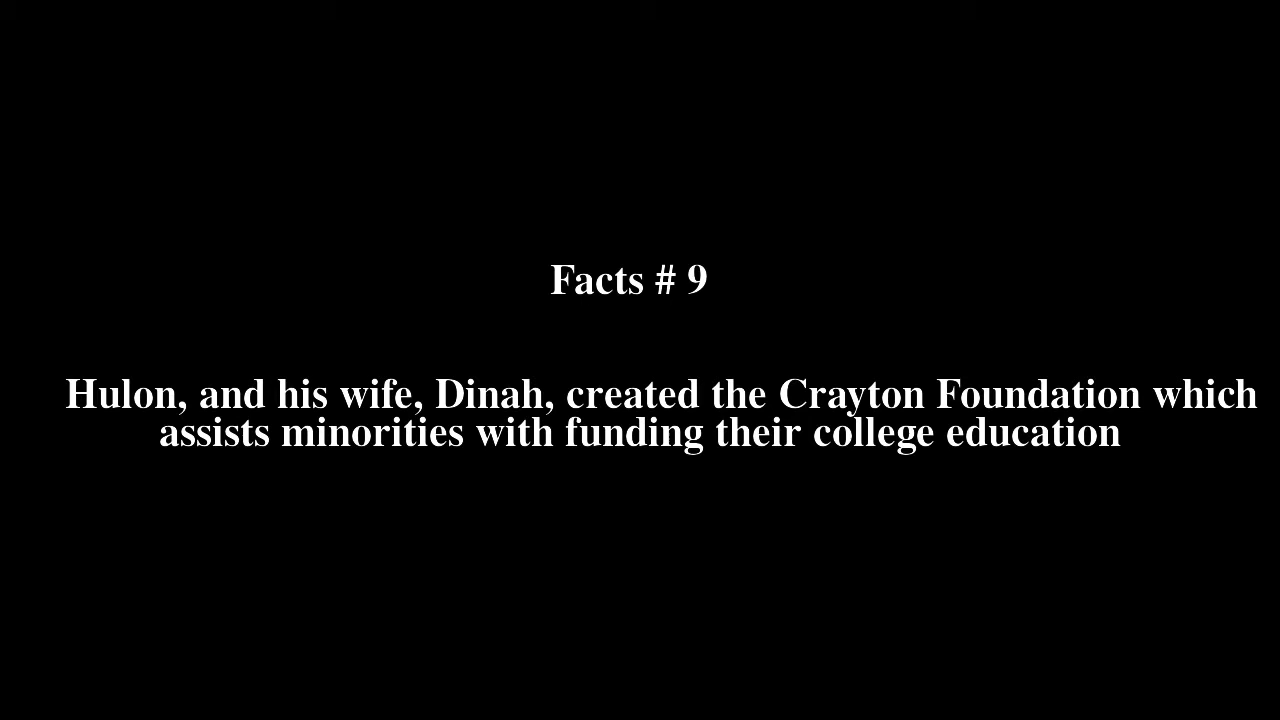 Facts # 9
Hulon, and his wife, Dinah, created the Crayton Foundation which
assists minorities with funding their college education